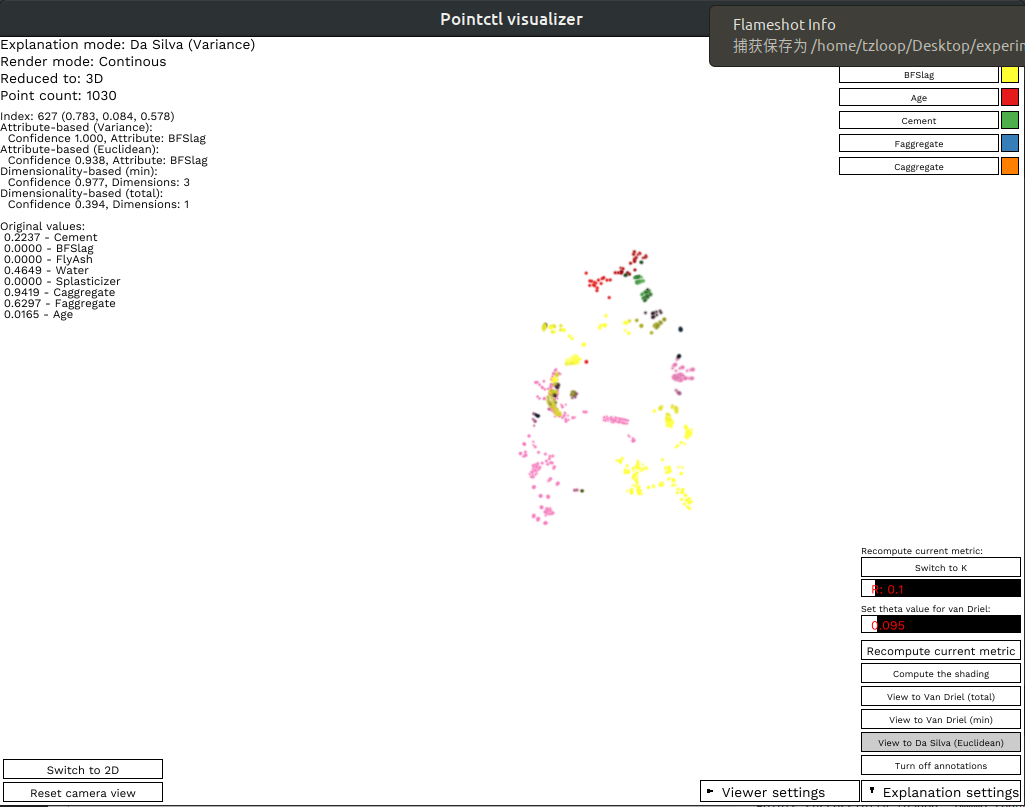 Pointctl visualizer
Flameshot Info
捕获保存为 /home/tzloop/Desktop/experim
Explanation mode: Da Silva (Variance)
Render mode: Continous
Reduced to: 3D
Point count: 1030
Index: 627 (0.783, 0.084, 0.578)
Attribute-based (Variance):
Confidence 1.000, Attribute: BFSlag
Attribute-based (Euclidean):
Confidence 0.938, Attribute: BFSlag
Dimensionality-based (min):
Confidence 0.977, Dimensions: 3
Dimensionality-based (total):
Confidence 0.394, Dimensions: 1
Original values:
0.2237 - Cement
0.0000 - BFSlag
0.0000 - FlyAsh
0.4649 - Water
0.0000 - Splasticizer
0.9419 - Caggregate
0.6297 - Faggregate
0.0165 - Age
BFSlag
Age
Cement
Faggregate
Caggregate
Recompute current metric:
Switch to K
R: 0.1
Set theta value for van Driel:
0.095
Recompute current metric
Compute the shading
View to Van Driel (total)
View to Van Driel (min)
View to Da Silva (Euclidean)
Turn off annotations
Switch to 2D
Reset camera view
Viewer settings
Explanation settings